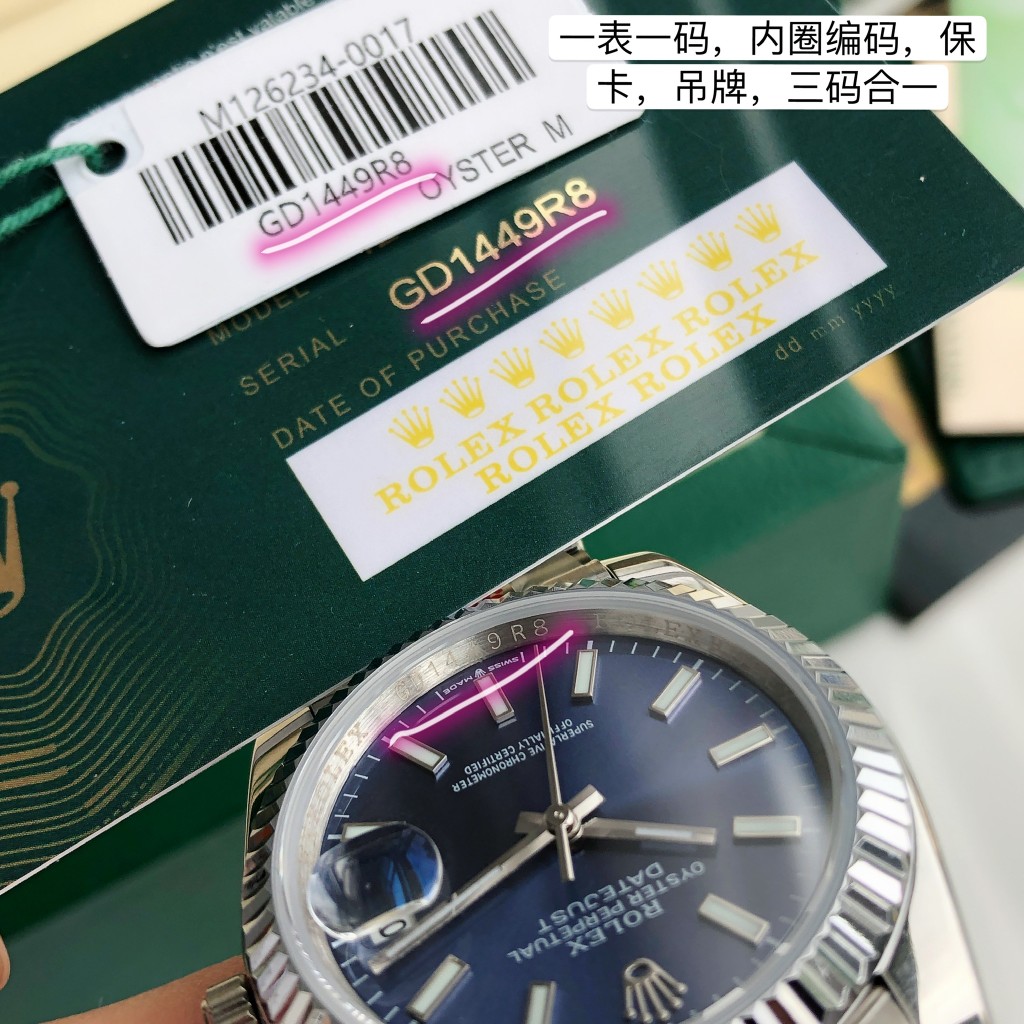 一表一码，内圈编码，保
卡，吊牌，三码合一
M126234-0017
GD1449R8
OYSTER M
MODEL
GD1449R8
SERIAL
DATE OF PURCHASE
dd mm yyyy
ROLEX ROLEX ROLEX
ROLEX ROLEX
ROLEX
OYSTER PERPETUAL
DATEJUST
SUPERLATIVE CHRONOMETER
OFFICIALLY CERTIFIED
SWISS MADE